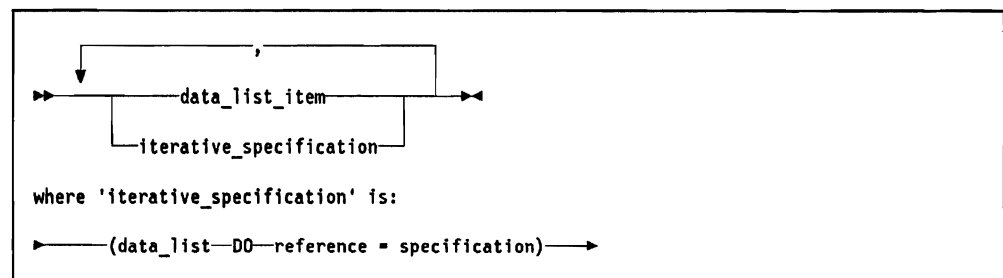 ,
data_list_item
iterative_specification
where 'iterative_specification' is:
(data_list DO reference = specification)